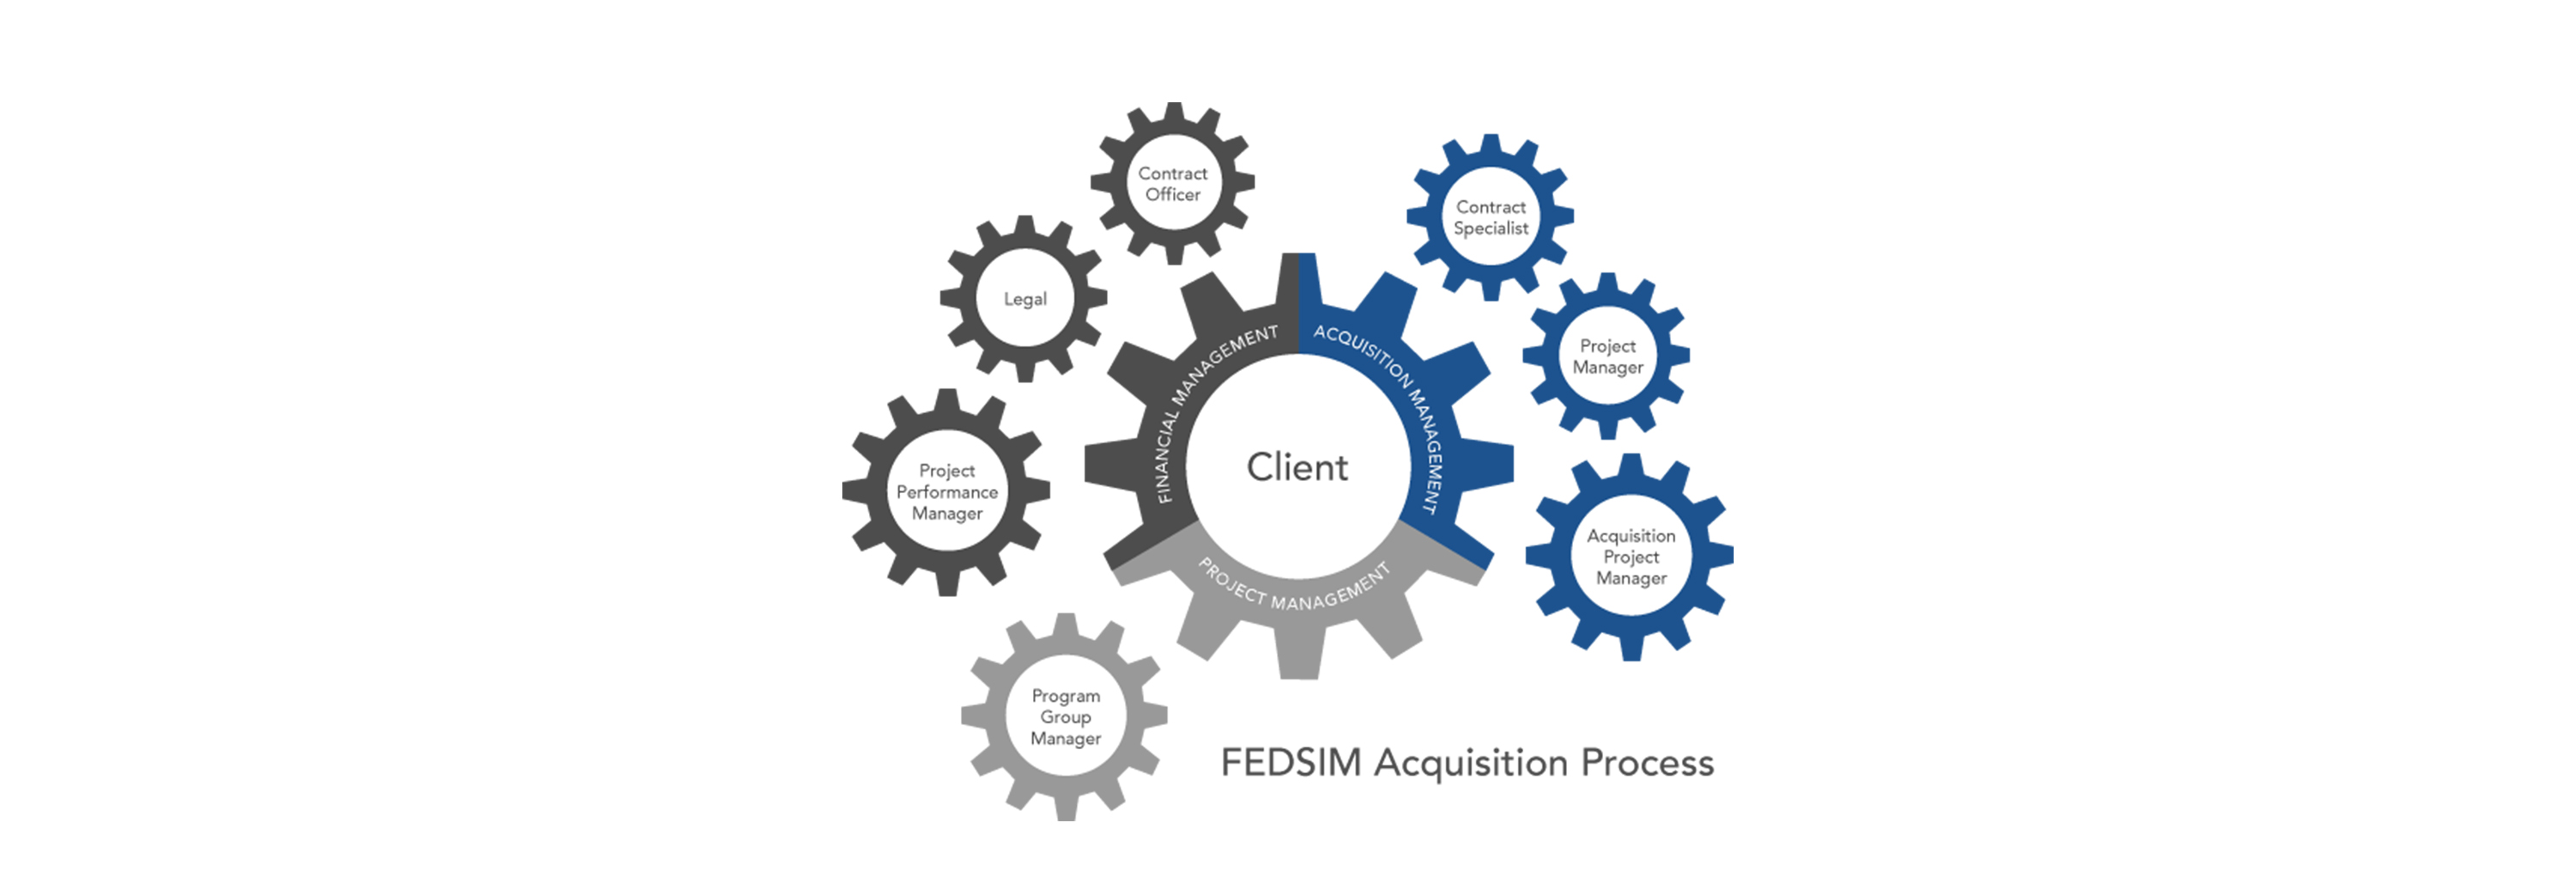 Contract
Officer
Contract
Specialist
Legal
Project
Manager
FINANCIAL MANAGEMENT
ACQUISITION MANAGEMENT
Client
Project
Performance
Manager
Acquisition
Project
Manager
PROJECT MANAGEMENT
Program
Group
Manager
FEDSIM Acquisition Process